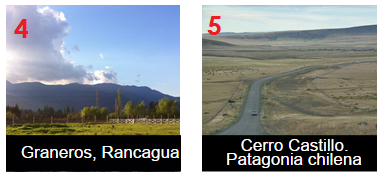 4
Graneros, Rancagua
5
Cerro Castillo.
Patagonia chilena